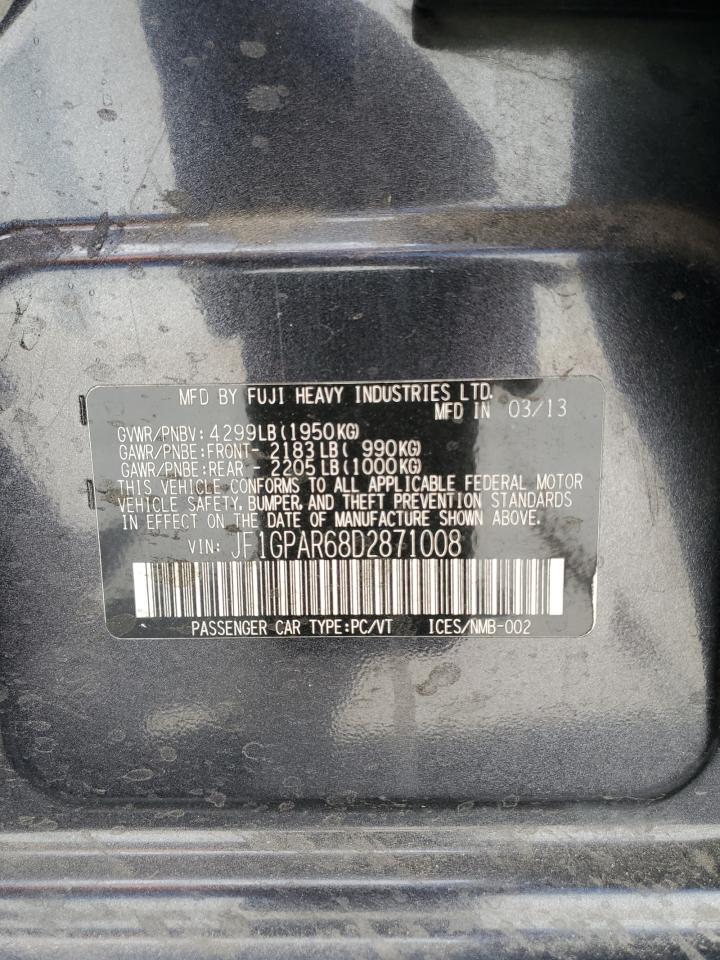 MFD BY FUJI HEAVY INDUSTRIES LTD.
MFD IN 03/13
GVWR/PNBV: 4299LB(1950KG)
GAWR/PNBE:FRONT- 2183LB( 990KG)
GAWR/PNBE:REAR - 2205LB(1000KG)
THIS VEHICLE CONFORMS TO ALL APPLICABLE FEDERAL MOTOR
VEHICLE SAFETY, BUMPER, AND THEFT PREVENTION STANDARDS
IN EFFECT ON THE DATE OF MANUFACTURE SHOWN ABOVE.
VIN: JF1GPAR68D2871008
PASSENGER CAR TYPE:PC/VT ICES/NMB-002